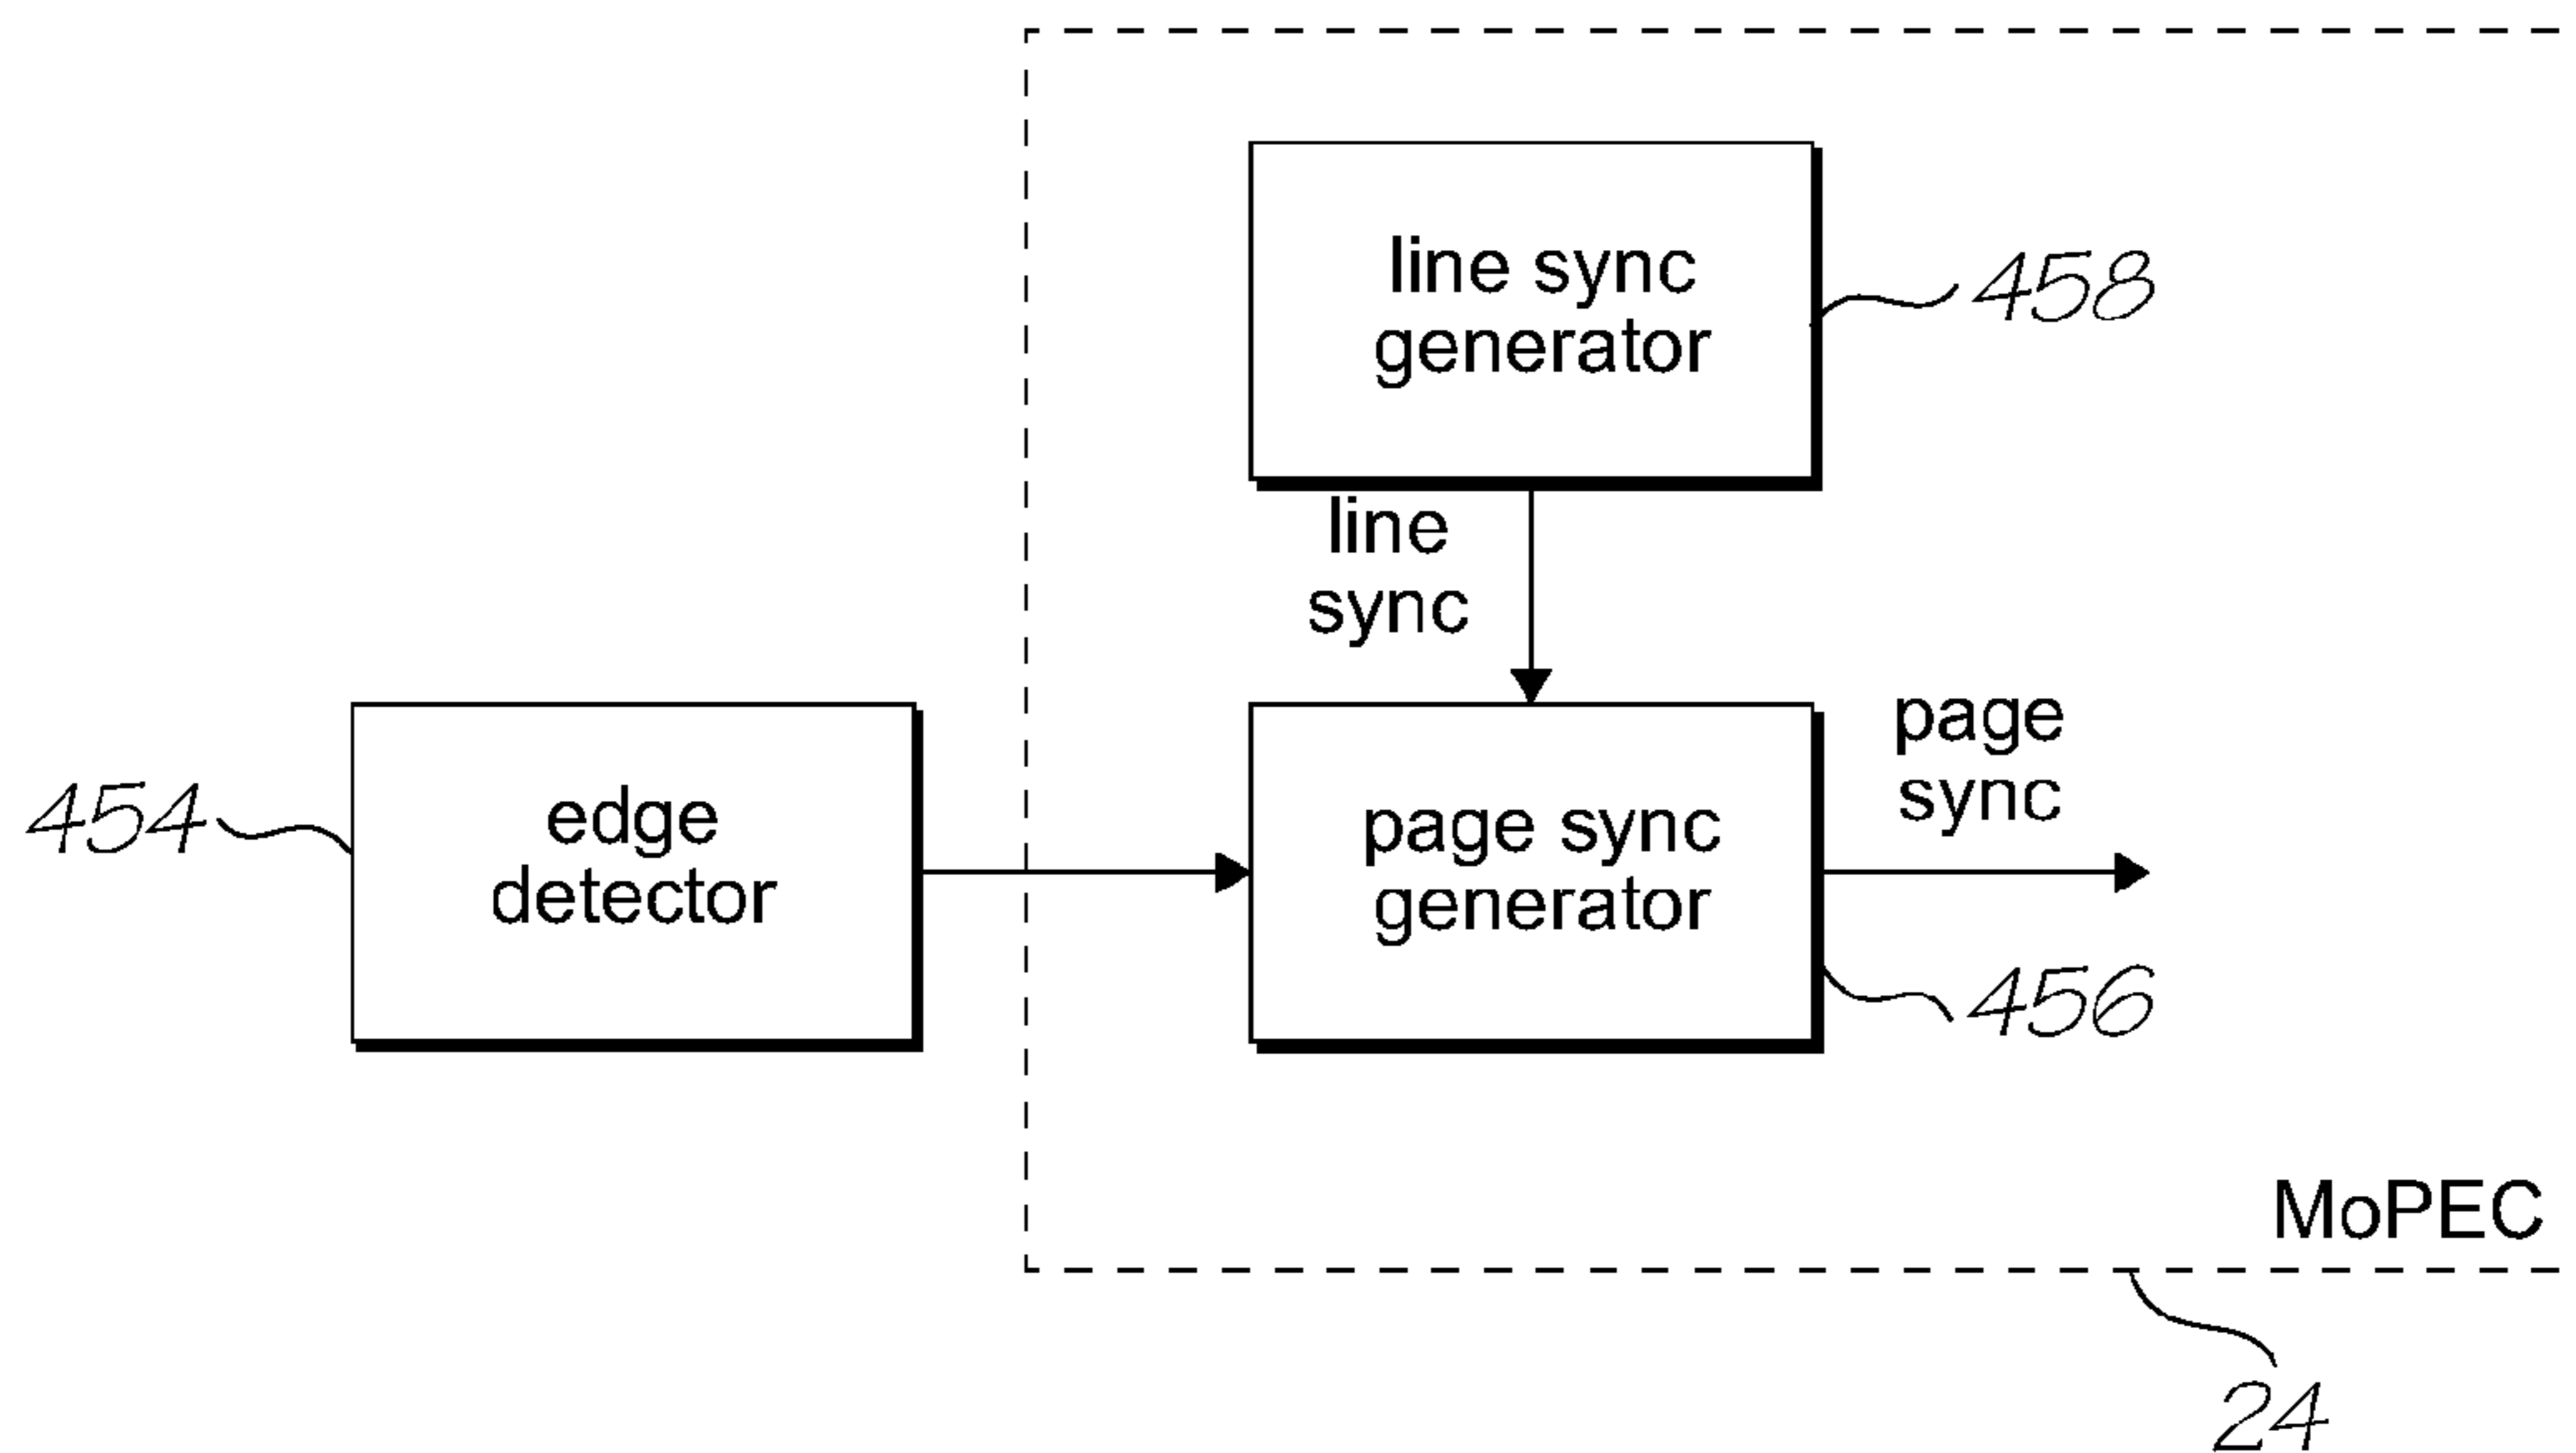 line sync
generator
458
line
sync
page
sync
454
edge
detector
page sync
generator
456
MoPEC
24